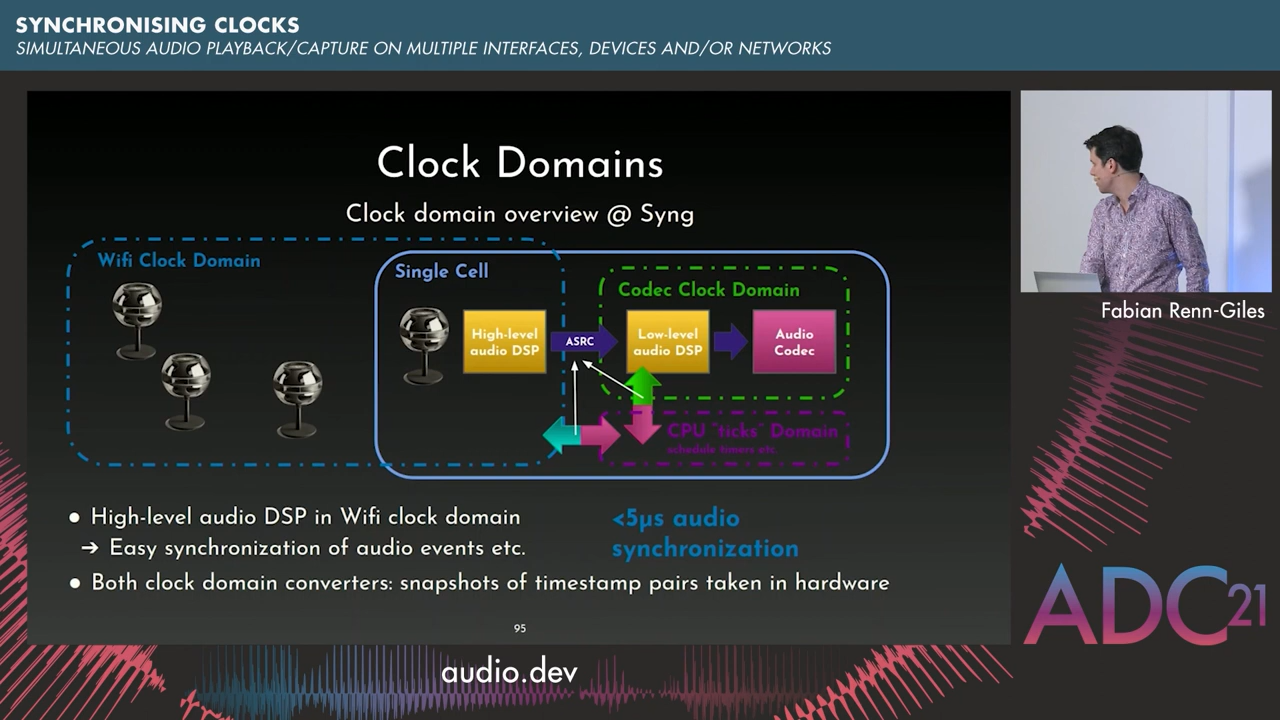 SYNCHRONISING CLOCKS
SIMULTANEOUS AUDIO PLAYBACK/CAPTURE ON MULTIPLE INTERFACES, DEVICES AND/OR NETWORKS
Clock Domains
Clock domain overview @ Syng
Wifi Clock Domain
Single Cell
Codec Clock Domain
High-level
audio DSP
ASRC
Low-level
audio DSP
Audio
Codec
CPU "ticks" Domain
schedule timers etc.
● High-level audio DSP in Wifi clock domain
➔ Easy synchronization of audio events etc.
<5µs audio
synchronization
● Both clock domain converters: snapshots of timestamp pairs taken in hardware
95
Fabian Renn-Giles
ADC21
audio.dev